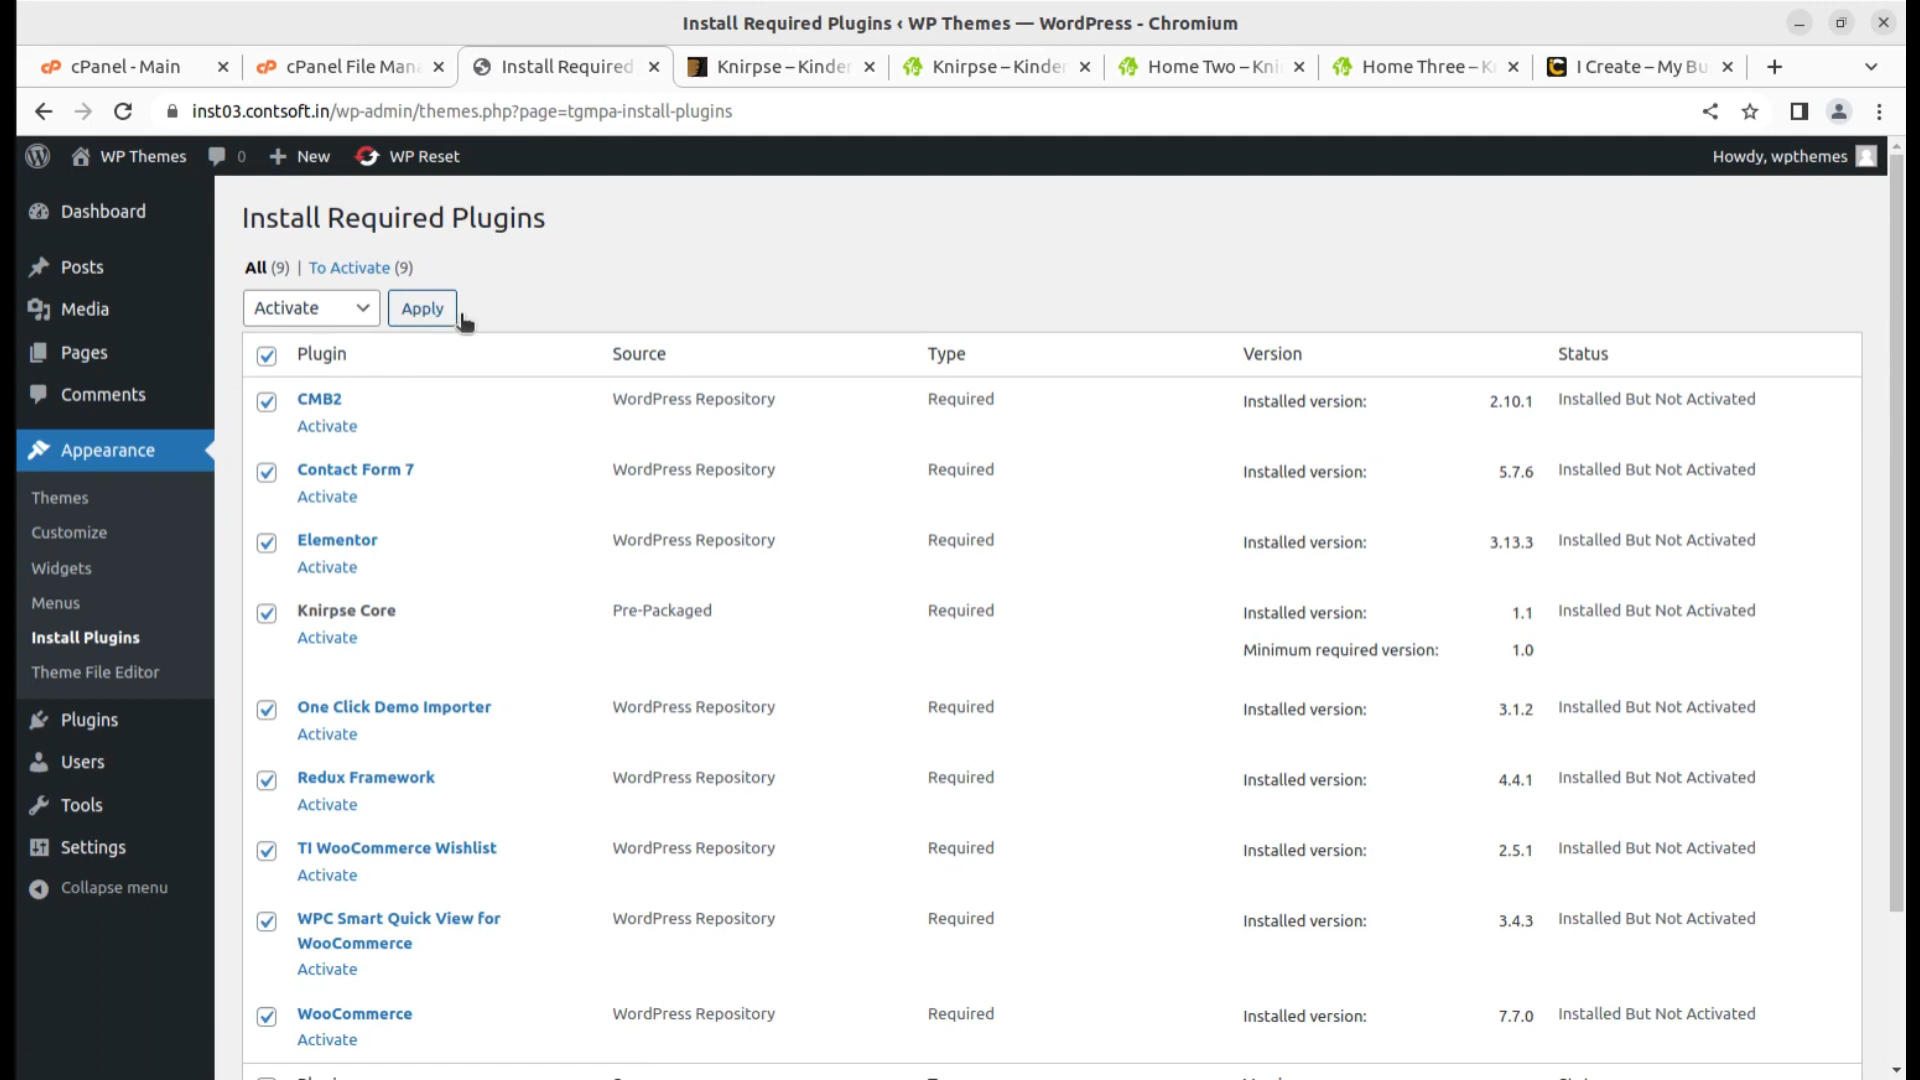 Install Required Plugins ‹ WP Themes — WordPress - Chromium
cPanel - Main
cPanel File Mana
Install Required
Knirpse – Kinder
Knirpse – Kinder
Home Two – Kni
Home Three – K
I Create – My Bu
inst03.contsoft.in/wp-admin/themes.php?page=tgmpa-install-plugins
WP Themes 0 New WP Reset Howdy, wpthemes
Dashboard
Posts
Media
Pages
Comments
Appearance
Themes
Customize
Widgets
Menus
Install Plugins
Theme File Editor
Plugins
Users
Tools
Settings
Collapse menu
Install Required Plugins
All (9) | To Activate (9)
Activate Apply
Plugin Source Type Version Status
CMB2 WordPress Repository Required Installed version: 2.10.1 Installed But Not Activated
Activate
Contact Form 7 WordPress Repository Required Installed version: 5.7.6 Installed But Not Activated
Activate
Elementor WordPress Repository Required Installed version: 3.13.3 Installed But Not Activated
Activate
Knirpse Core Pre-Packaged Required Installed version: 1.1 Installed But Not Activated
Activate
Minimum required version: 1.0
One Click Demo Importer WordPress Repository Required Installed version: 3.1.2 Installed But Not Activated
Activate
Redux Framework WordPress Repository Required Installed version: 4.4.1 Installed But Not Activated
Activate
TI WooCommerce Wishlist WordPress Repository Required Installed version: 2.5.1 Installed But Not Activated
Activate
WPC Smart Quick View for WordPress Repository Required Installed version: 3.4.3 Installed But Not Activated
WooCommerce
Activate
WooCommerce WordPress Repository Required Installed version: 7.7.0 Installed But Not Activated
Activate